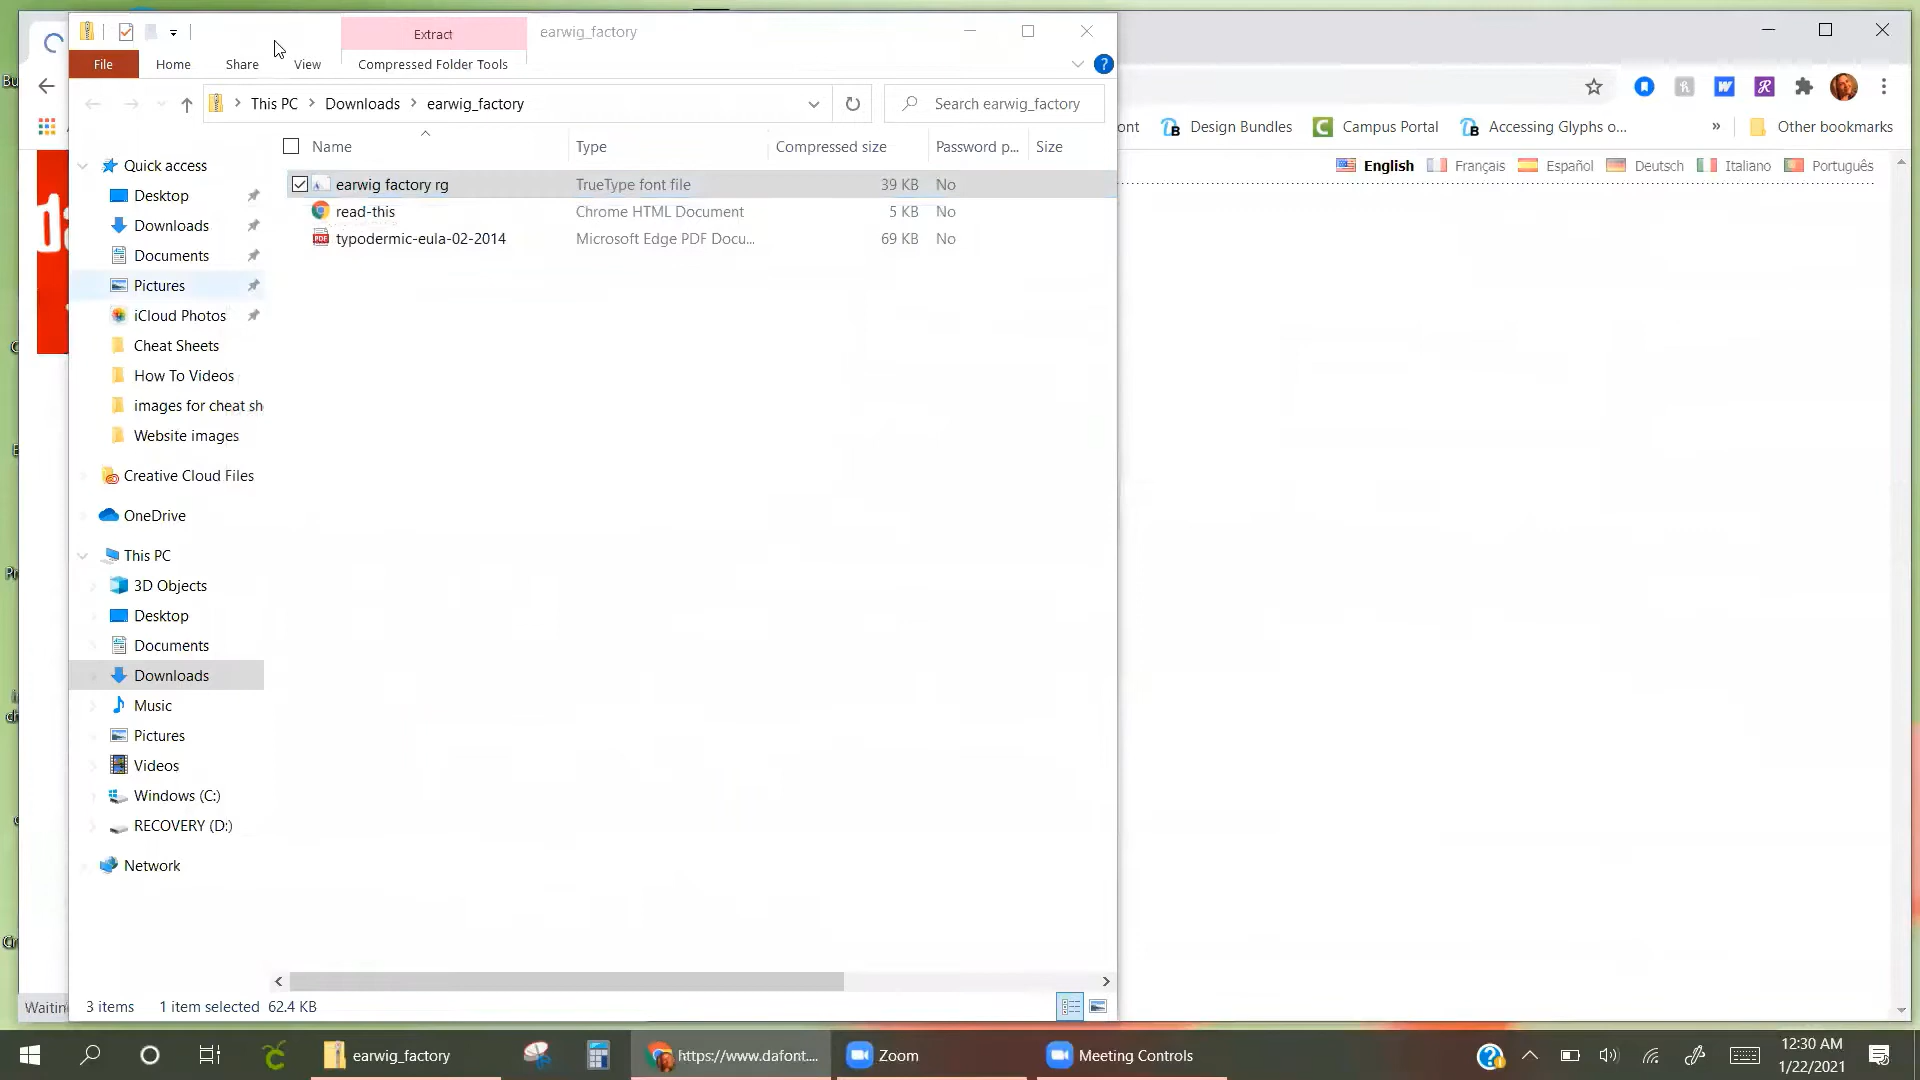 Extract
earwig_factory
File
Home
Share
View
Compressed Folder Tools
This PC
Downloads
earwig_factory
Search earwig_factory
Design Bundles
Campus Portal
Accessing Glyphs o...
»
Other bookmarks
English
Français
Español
Deutsch
Italiano
Português
Name
Type
Compressed size
Password p...
Size
earwig factory rg
TrueType font file
39 KB
No
read-this
Chrome HTML Document
5 KB
No
typodermic-eula-02-2014
Microsoft Edge PDF Docu...
69 KB
No
Quick access
Desktop
Downloads
Documents
Pictures
iCloud Photos
Cheat Sheets
How To Videos
images for cheat sh
Website images
Creative Cloud Files
OneDrive
This PC
3D Objects
Desktop
Documents
Downloads
Music
Pictures
Videos
Windows (C:)
RECOVERY (D:)
Network
3 items
1 item selected 62.4 KB
earwig_factory
https://www.dafont....
Zoom
Meeting Controls
12:30 AM
1/22/2021